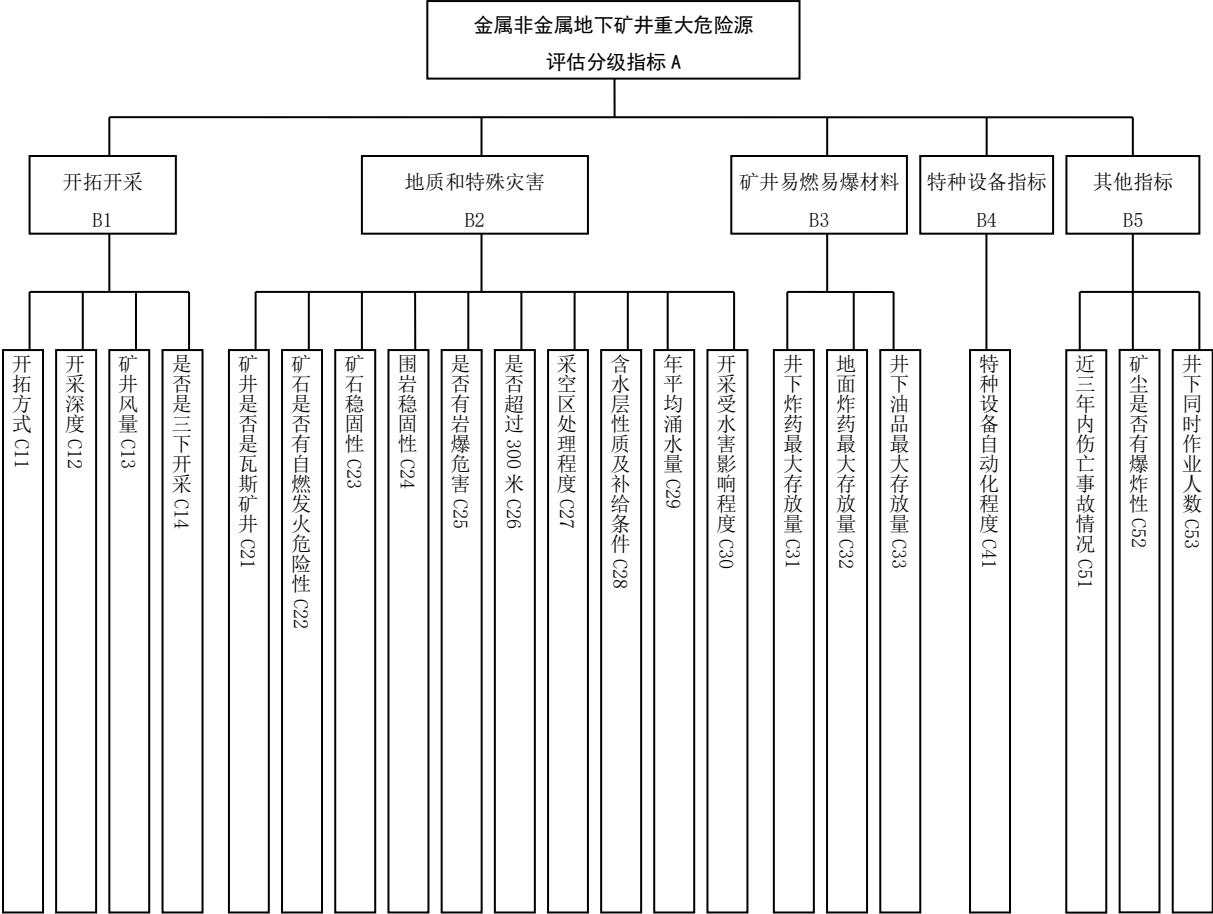 金属非金属地下矿井重大危险源
评估分级指标 A
开拓开采
B1
地质和特殊灾害
B2
矿井易燃易爆材料
B3
特种设备指标
B4
其他指标
B5
开拓方式 C11
开采深度 C12
矿井风量 C13
是否是三下开采 C14
矿井是否是瓦斯矿井 C21
矿石是否有自燃发火危险性 C22
矿石稳固性 C23
围岩稳固性 C24
是否有岩爆危害 C25
是否超过 300 米 C26
采空区处理程度 C27
含水层性质及补给条件 C28
年平均涌水量 C29
开采受水害影响程度 C30
井下炸药最大存放量 C31
地面炸药最大存放量 C32
井下油品最大存放量 C33
特种设备自动化程度 C41
近三年内伤亡事故情况 C51
矿尘是否有爆炸性 C52
井下同时作业人数 C53